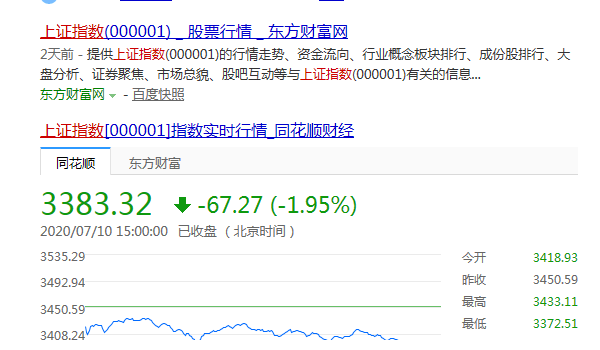 上证指数(000001) _ 股票行情 _ 东方财富网
2天前 - 提供上证指数(000001)的行情走势、资金流向、行业概念板块排行、成份股排行、大
盘分析、证券聚焦、市场总貌、股吧互动等与上证指数(000001)有关的信息...
东方财富网 - 百度快照
上证指数[000001]指数实时行情_同花顺财经
同花顺 东方财富
3383.32 -67.27 (-1.95%)
2020/07/10 15:00:00 已收盘 （北京时间）
3535.29
3492.94
3450.59
3408.24
今开 3418.93
昨收 3450.59
最高 3433.11
最低 3372.51